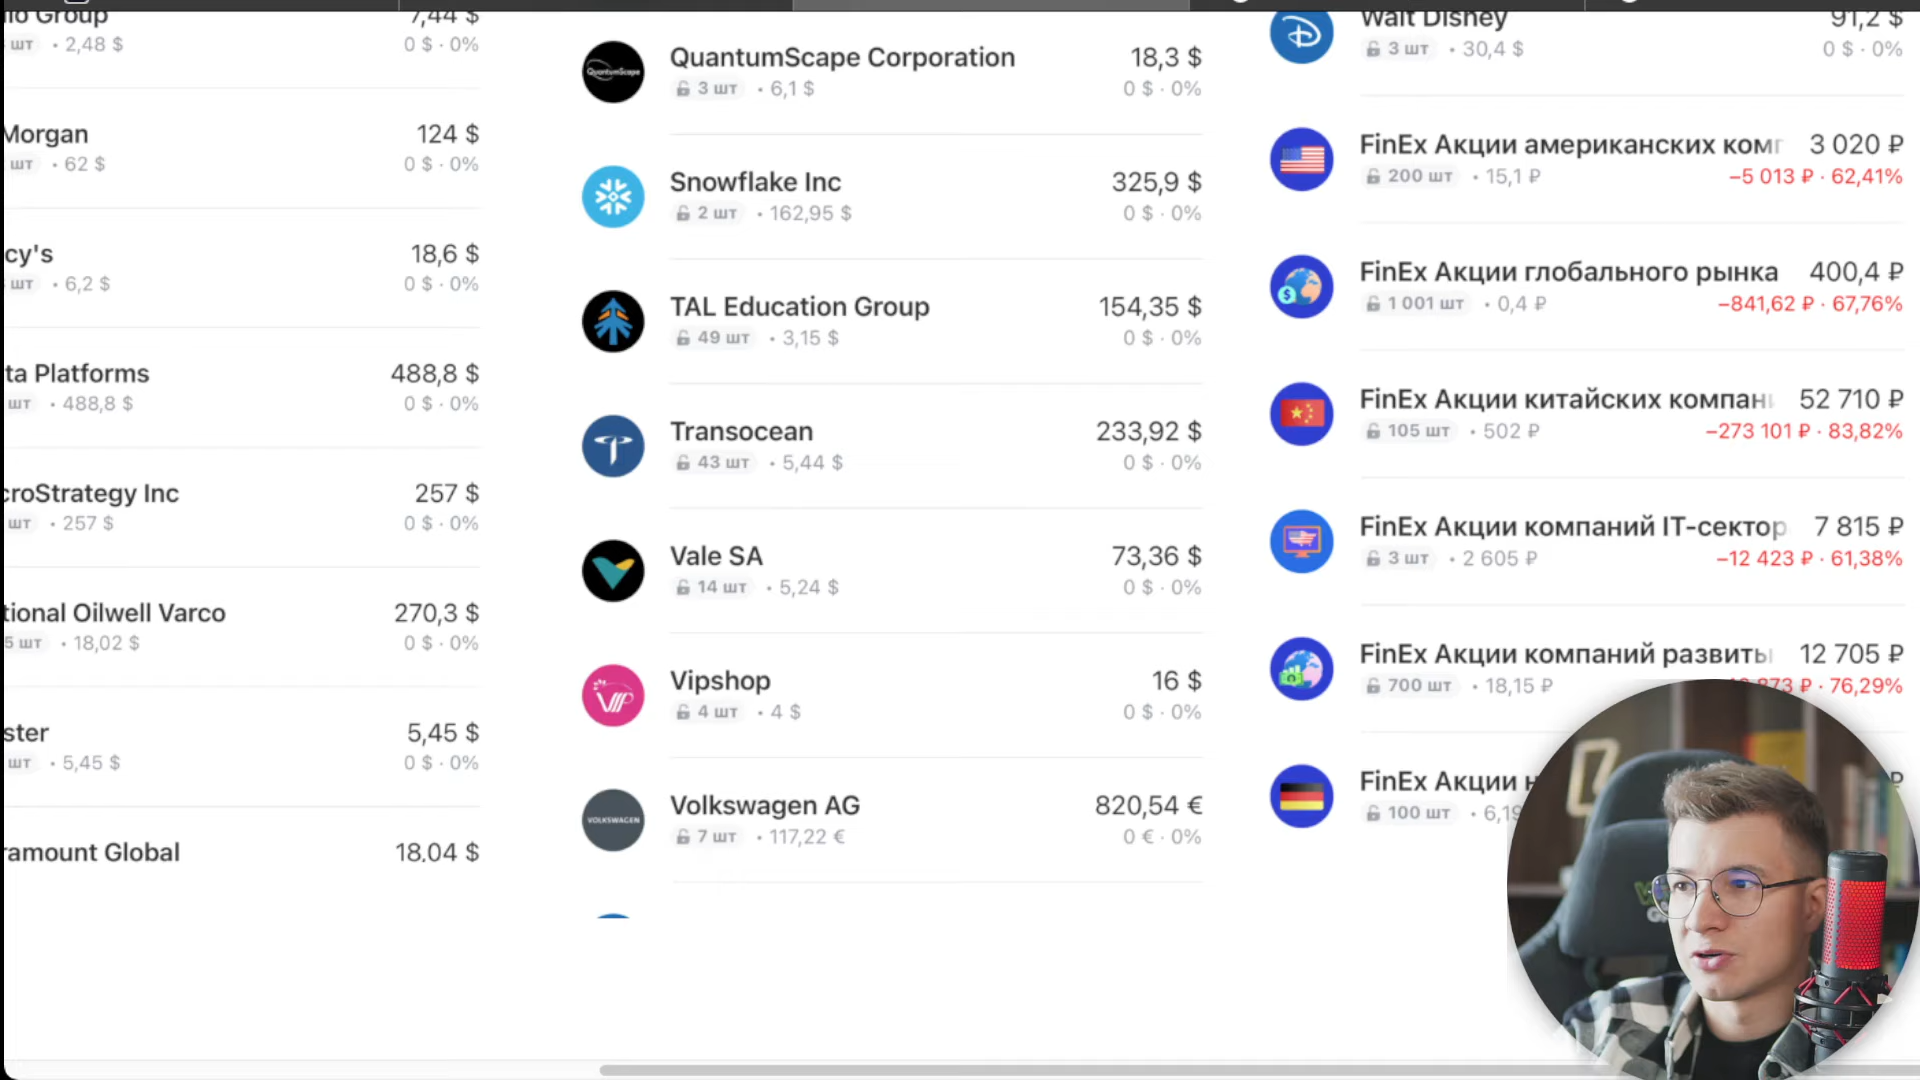 io Group 7,44 $
шт • 2,48 $ 0 $ · 0%
Morgan 124 $
шт • 62 $ 0 $ · 0%
cy's 18,6 $
шт • 6,2 $ 0 $ · 0%
ta Platforms 488,8 $
шт • 488,8 $ 0 $ · 0%
croStrategy Inc 257 $
шт • 257 $ 0 $ · 0%
tional Oilwell Varco 270,3 $
5 шт • 18,02 $ 0 $ · 0%
ster 5,45 $
шт • 5,45 $ 0 $ · 0%
ramount Global 18,04 $
QuantumScape
QuantumScape Corporation 18,3 $
3 шт • 6,1 $ 0 $ · 0%
Snowflake Inc 325,9 $
2 шт • 162,95 $ 0 $ · 0%
TAL Education Group 154,35 $
49 шт • 3,15 $ 0 $ · 0%
Transocean 233,92 $
43 шт • 5,44 $ 0 $ · 0%
Vale SA 73,36 $
14 шт • 5,24 $ 0 $ · 0%
VIP
Vipshop 16 $
4 шт • 4 $ 0 $ · 0%
VOLKSWAGEN
Volkswagen AG 820,54 €
7 шт • 117,22 € 0 € · 0%
Walt Disney 91,2 $
3 шт • 30,4 $ 0 $ · 0%
FinEx Акции американских комп 3 020 ₽
200 шт • 15,1 ₽ −5 013 ₽ · 62,41%
FinEx Акции глобального рынка 400,4 ₽
1 001 шт • 0,4 ₽ −841,62 ₽ · 67,76%
FinEx Акции китайских компани 52 710 ₽
105 шт • 502 ₽ −273 101 ₽ · 83,82%
FinEx Акции компаний IT-сектор 7 815 ₽
3 шт • 2 605 ₽ −12 423 ₽ · 61,38%
FinEx Акции компаний развиты 12 705 ₽
700 шт • 18,15 ₽ 873 ₽ · 76,29%
FinEx Акции н ₽
100 шт • 6,19